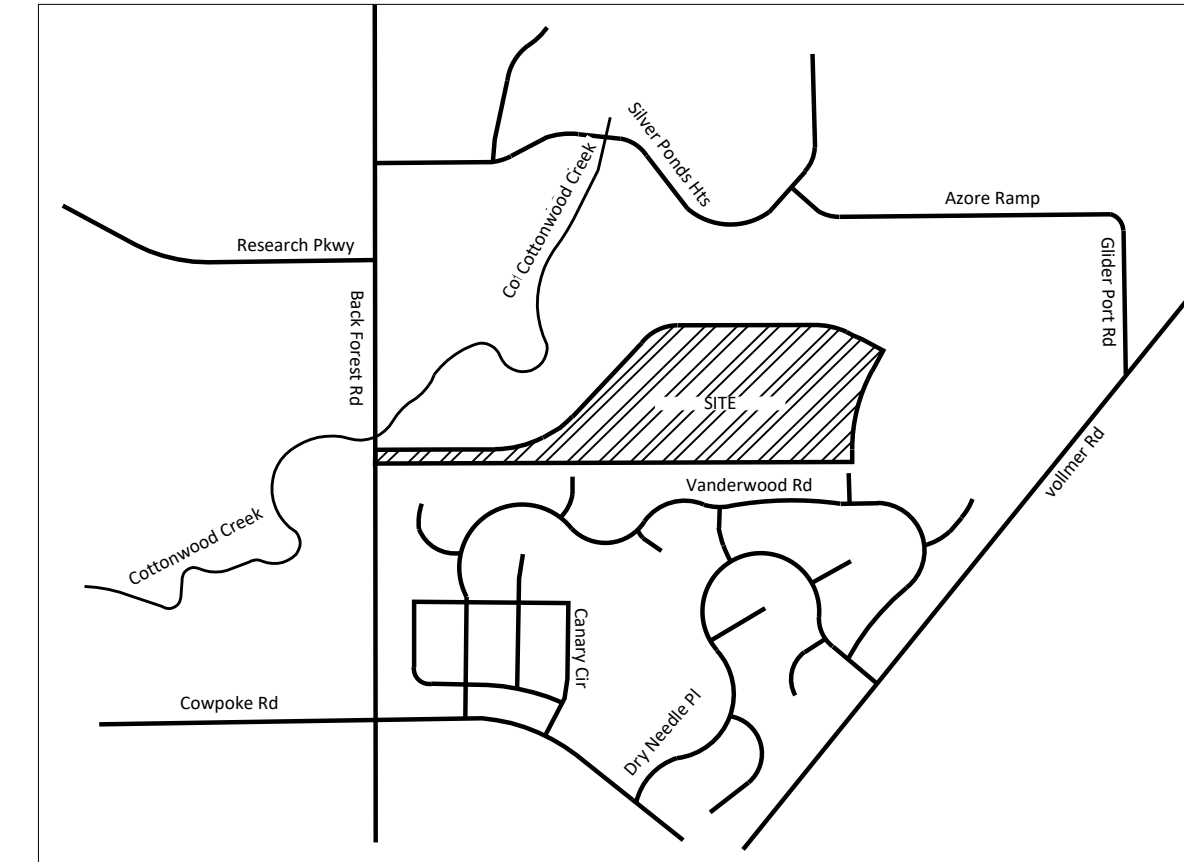 Silver Ponds Hts
Cottonwood Creek
Azore Ramp
Research Pkwy
Glider Port Rd
Back Forest Rd
SITE
vollmer Rd
Vanderwood Rd
Cottonwood Creek
Canary Cir
Cowpoke Rd
Dry Needle Pl